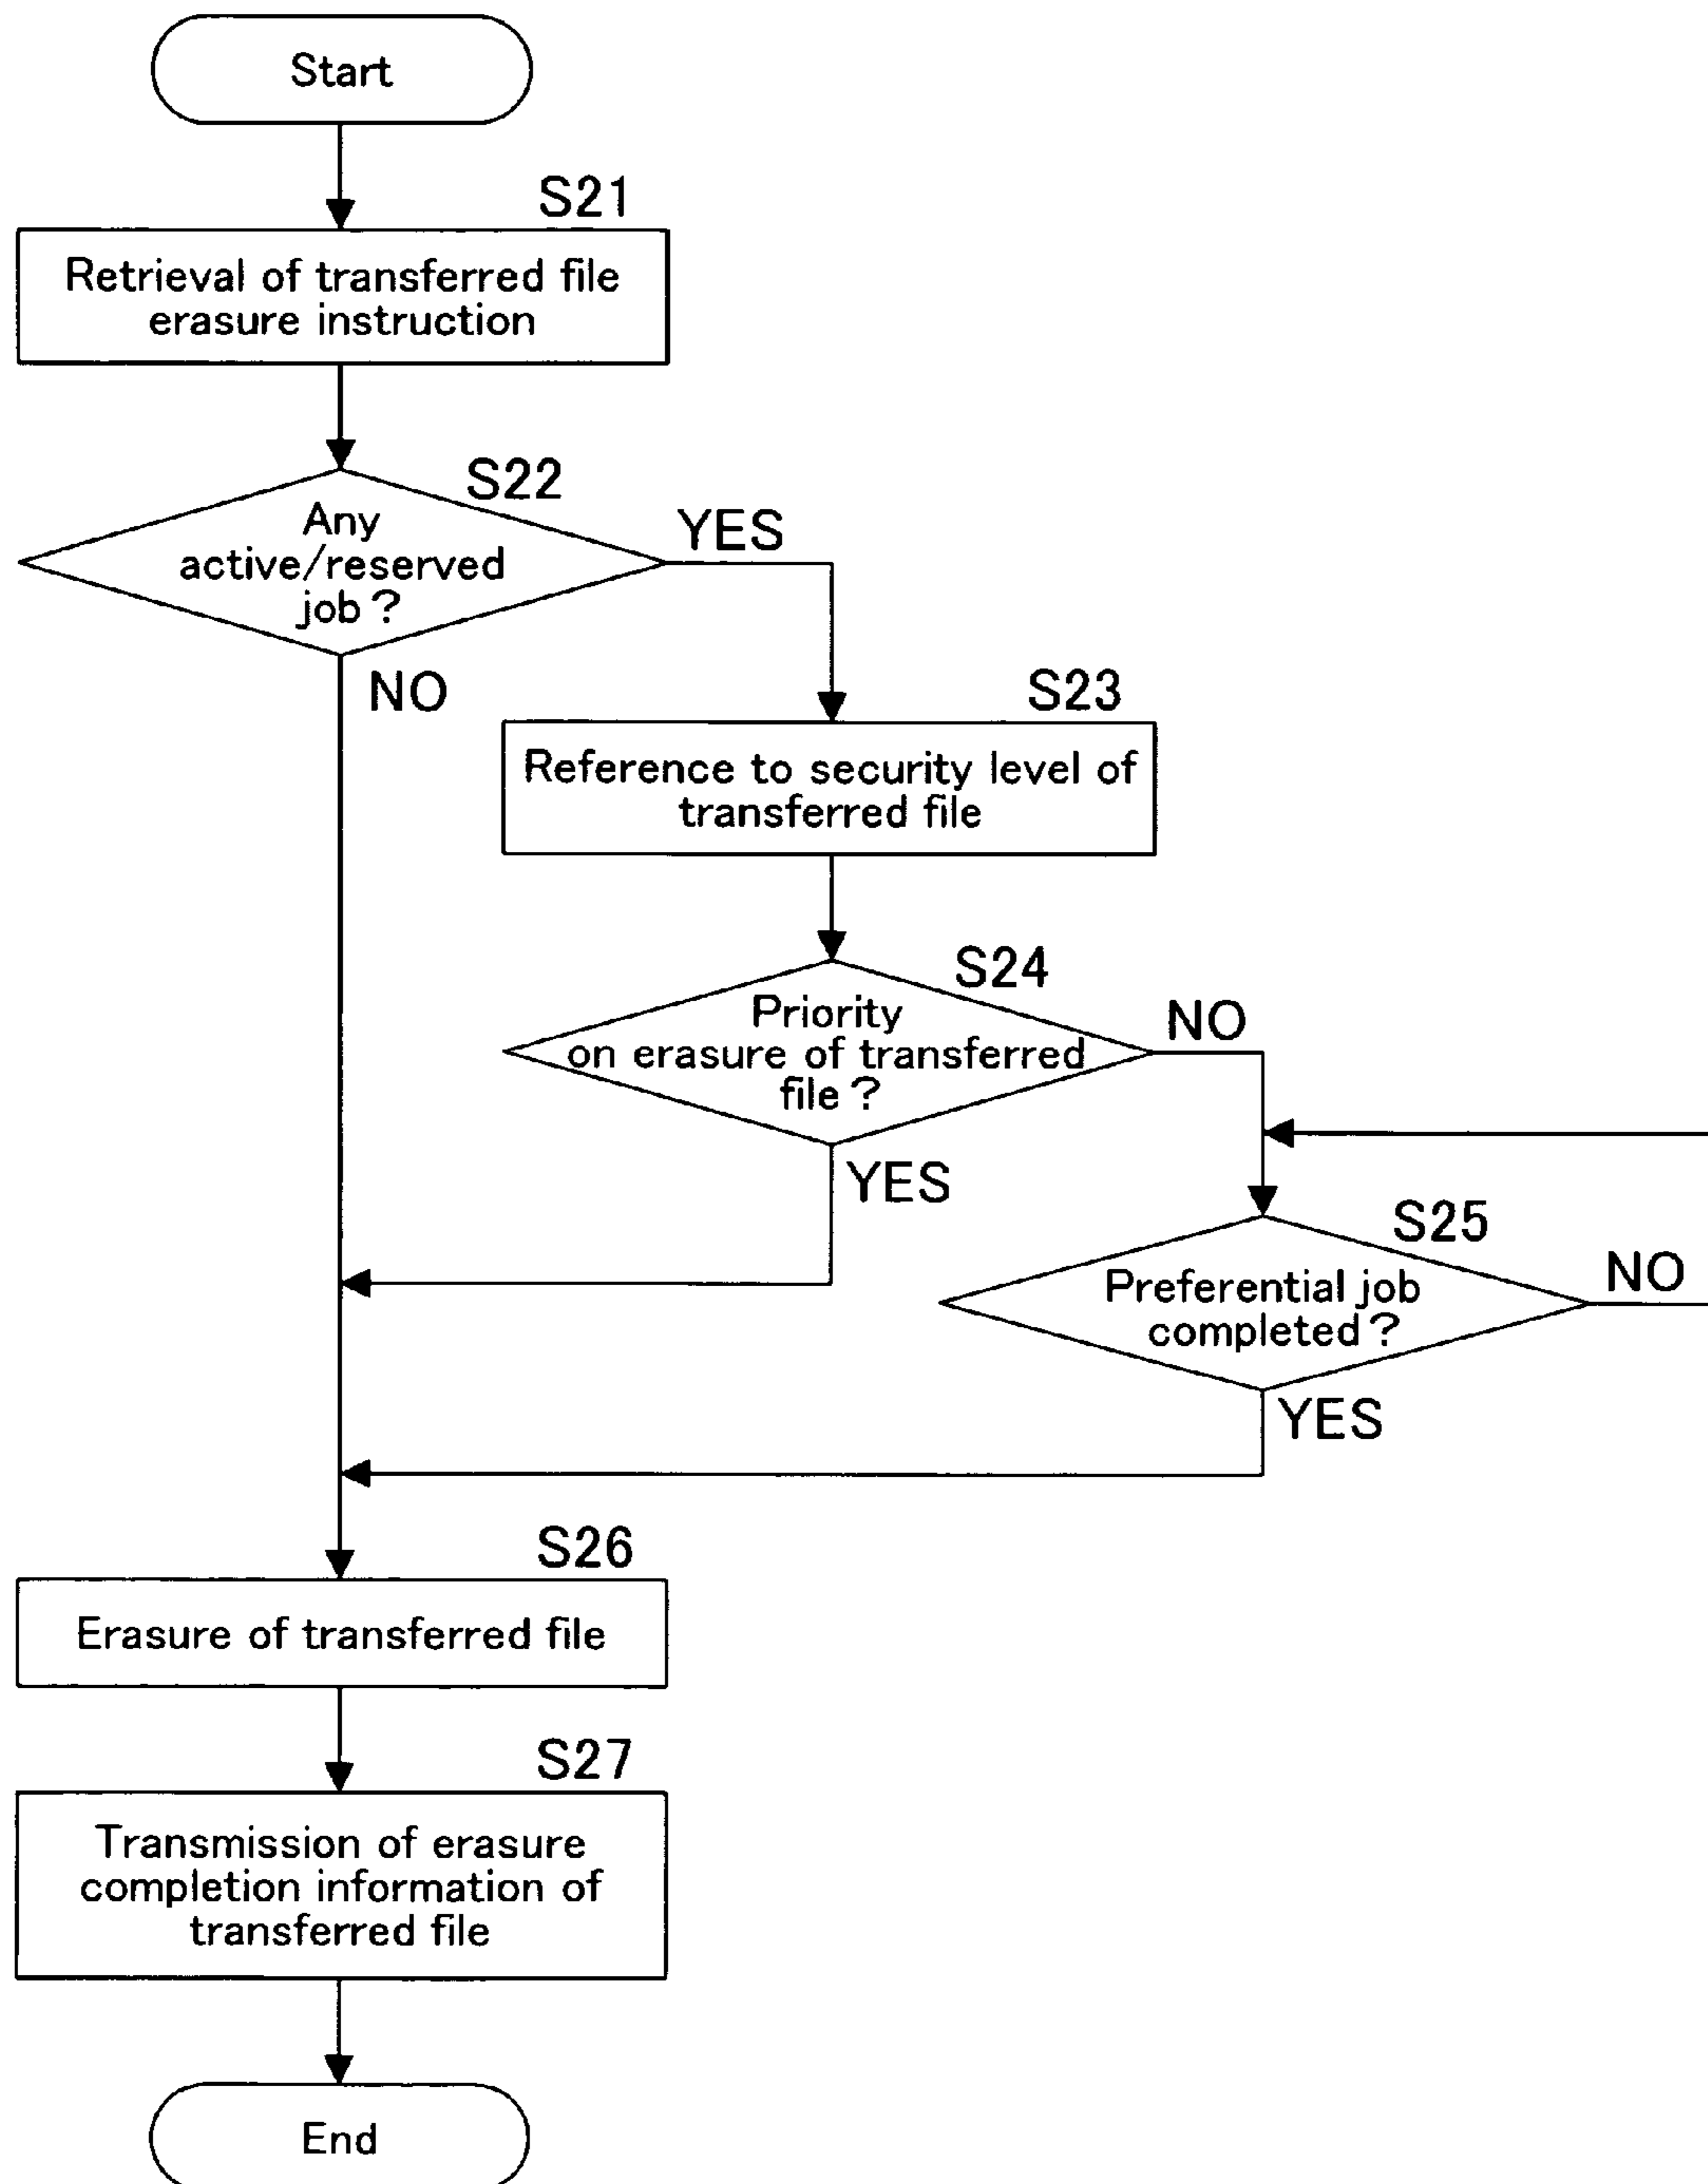 Start
S21
Retrieval of transferred file
erasure instruction
S22
Any
active/reserved
job?
YES
NO
S23
Reference to security level of
transferred file
S24
Priority
on erasure of transferred
file?
NO
YES
S25
Preferential job
completed?
NO
YES
S26
Erasure of transferred file
S27
Transmission of erasure
completion information of
transferred file
End